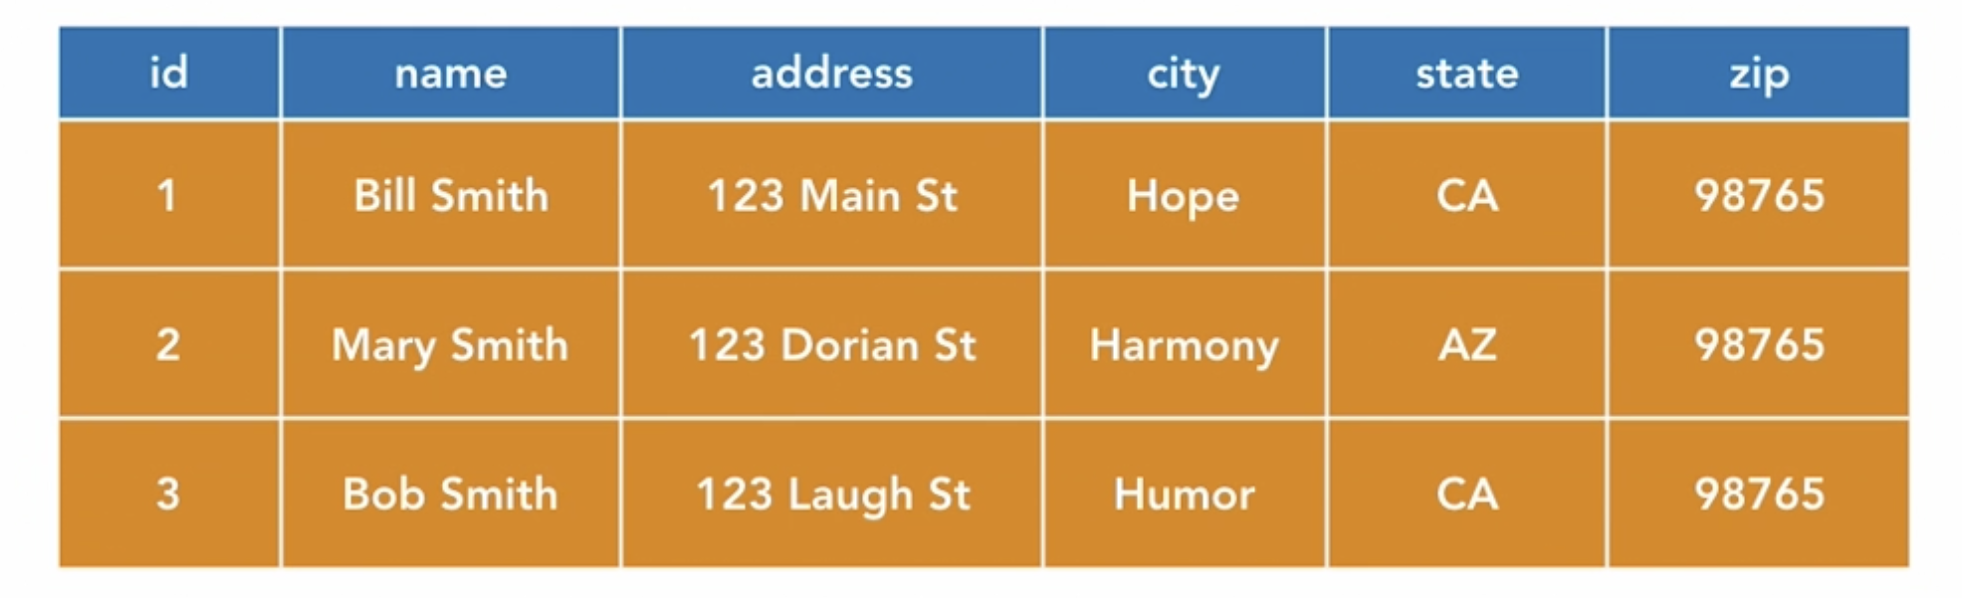 id name address city state zip
1 Bill Smith 123 Main St Hope CA 98765
2 Mary Smith 123 Dorian St Harmony AZ 98765
3 Bob Smith 123 Laugh St Humor CA 98765